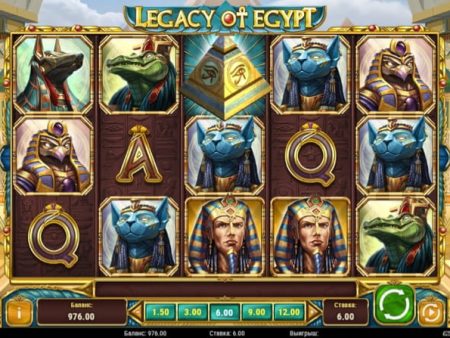 LEGACY OF EGYPT
A
Q
Q
i
Баланс:
976.00
1.50
3.00
6.00
9.00
12.00
Ставка:
6.00
Баланс: 976.00
Ставка: 6.00
Выигрыш: